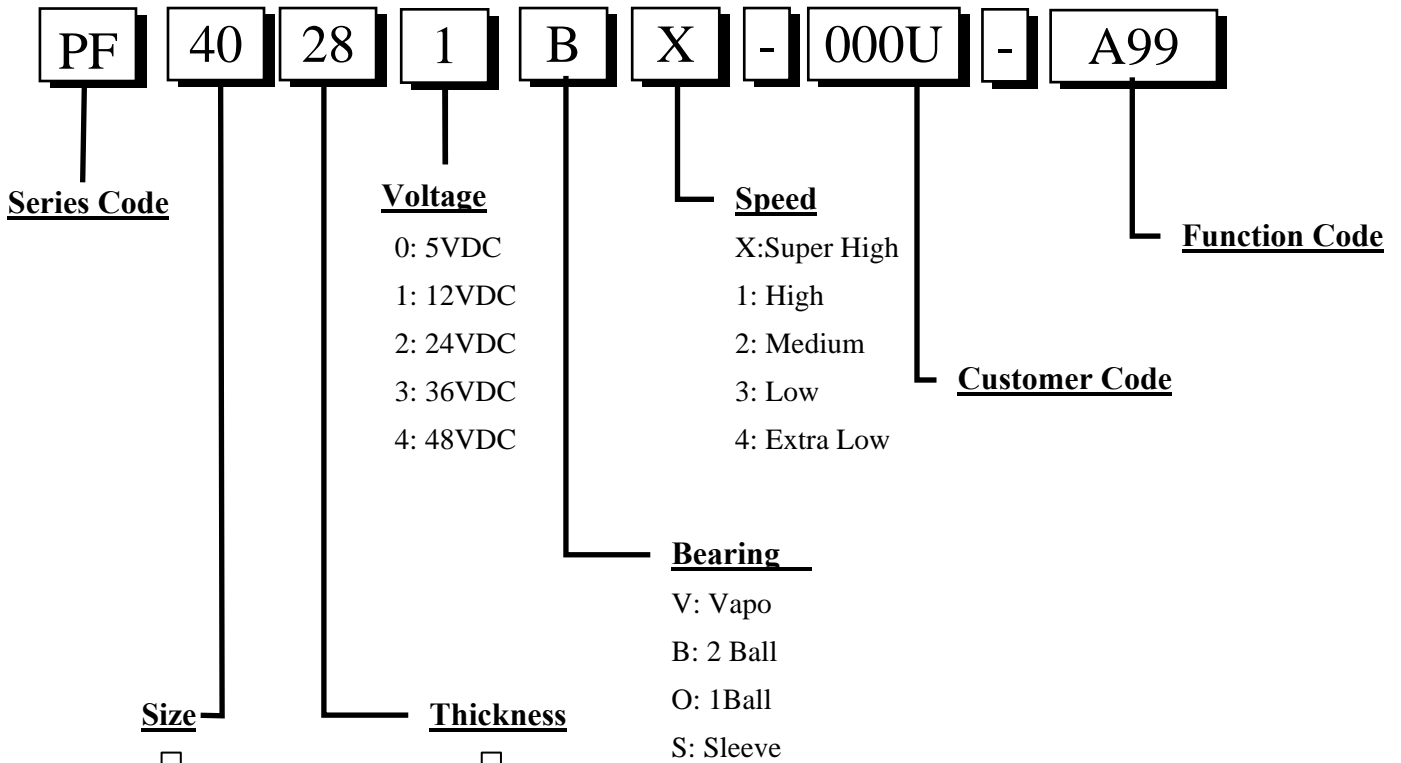 PF 40 28 1 B X - 000U - A99
Series Code
Voltage
0: 5VDC
1: 12VDC
2: 24VDC
3: 36VDC
4: 48VDC
Speed
X:Super High
1: High
2: Medium
3: Low
4: Extra Low
Function Code
Customer Code
Bearing
V: Vapo
B: 2 Ball
O: 1Ball
S: Sleeve
Size
Thickness